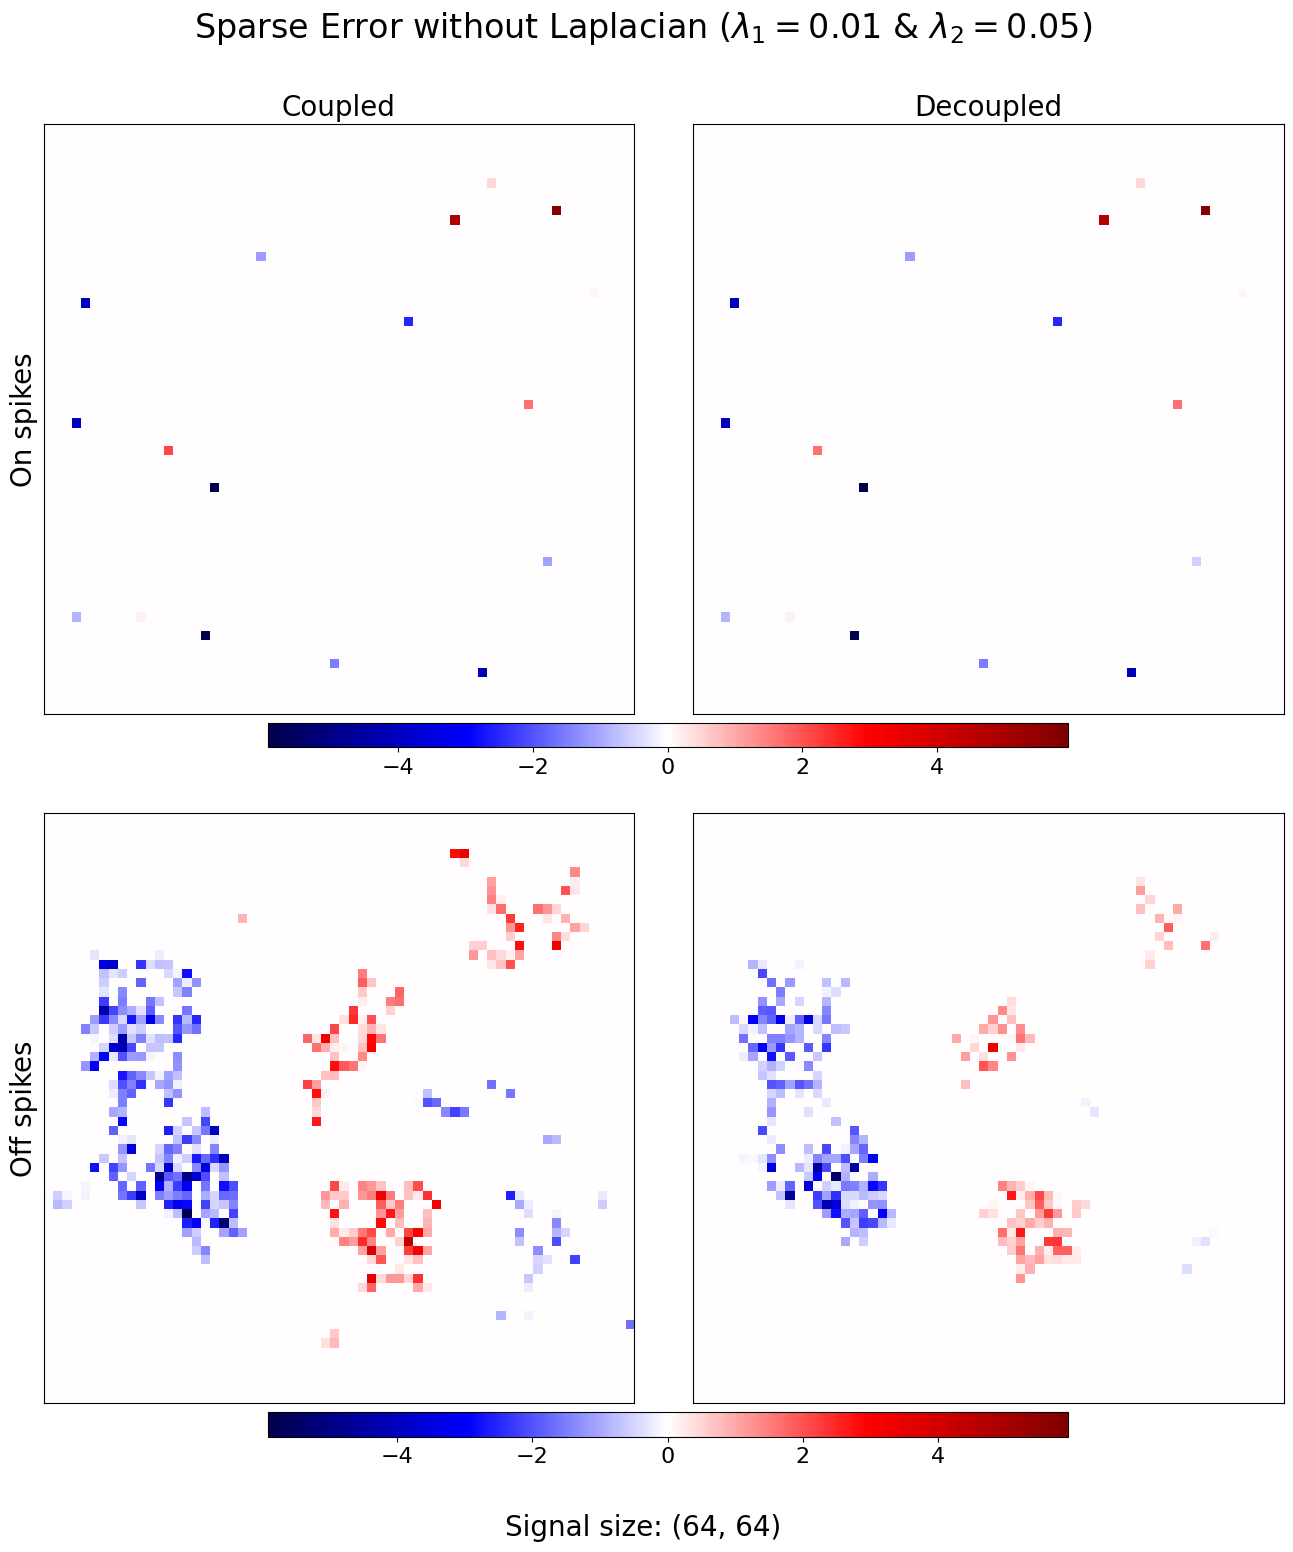 Sparse Error without Laplacian (λ₁ = 0.01 & λ₂ = 0.05)
Coupled
Decoupled
On spikes
−4 −2 0 2 4
Off spikes
−4 −2 0 2 4
Signal size: (64, 64)